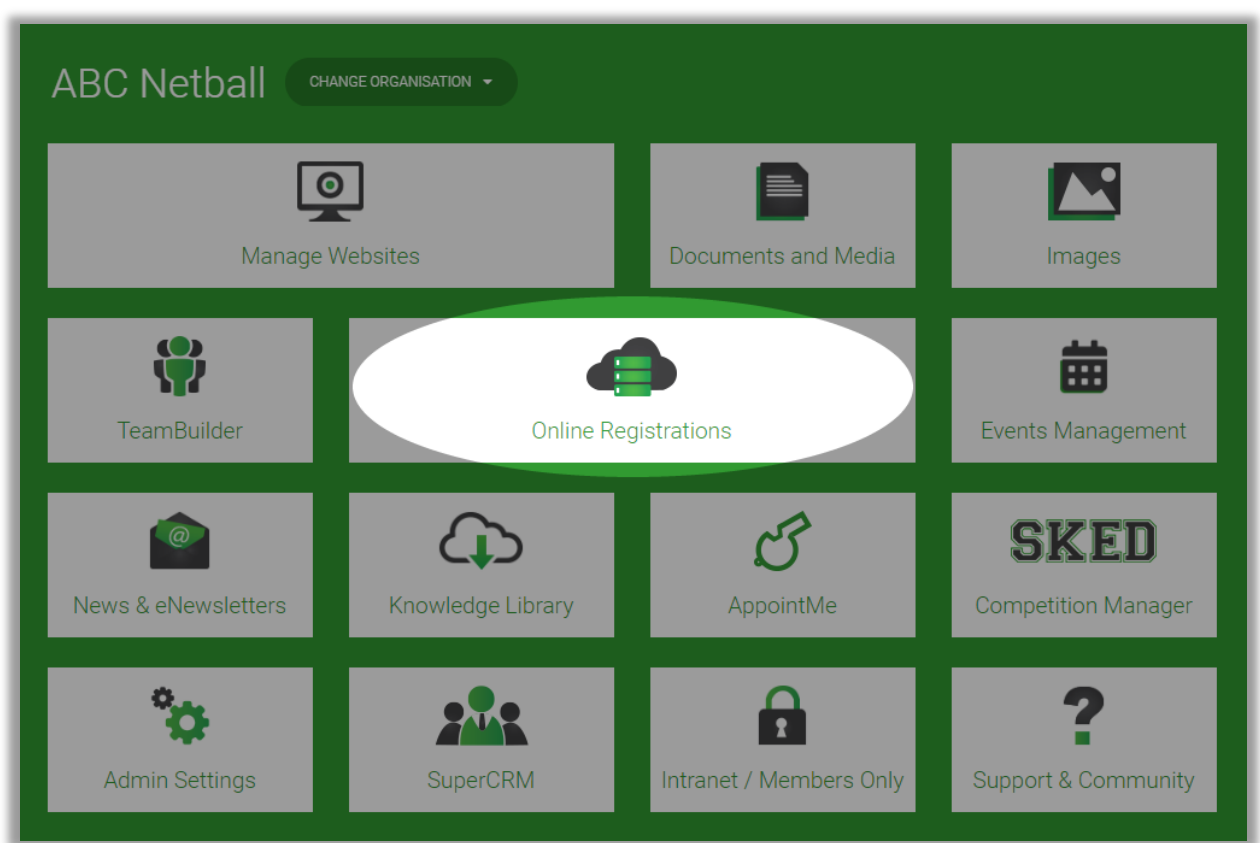 ABC Netball
CHANGE ORGANISATION
Manage Websites
Documents and Media
Images
TeamBuilder
Online Registrations
Events Management
@
News & eNewsletters
Knowledge Library
AppointMe
SKED
Competition Manager
Admin Settings
SuperCRM
Intranet / Members Only
?
Support & Community